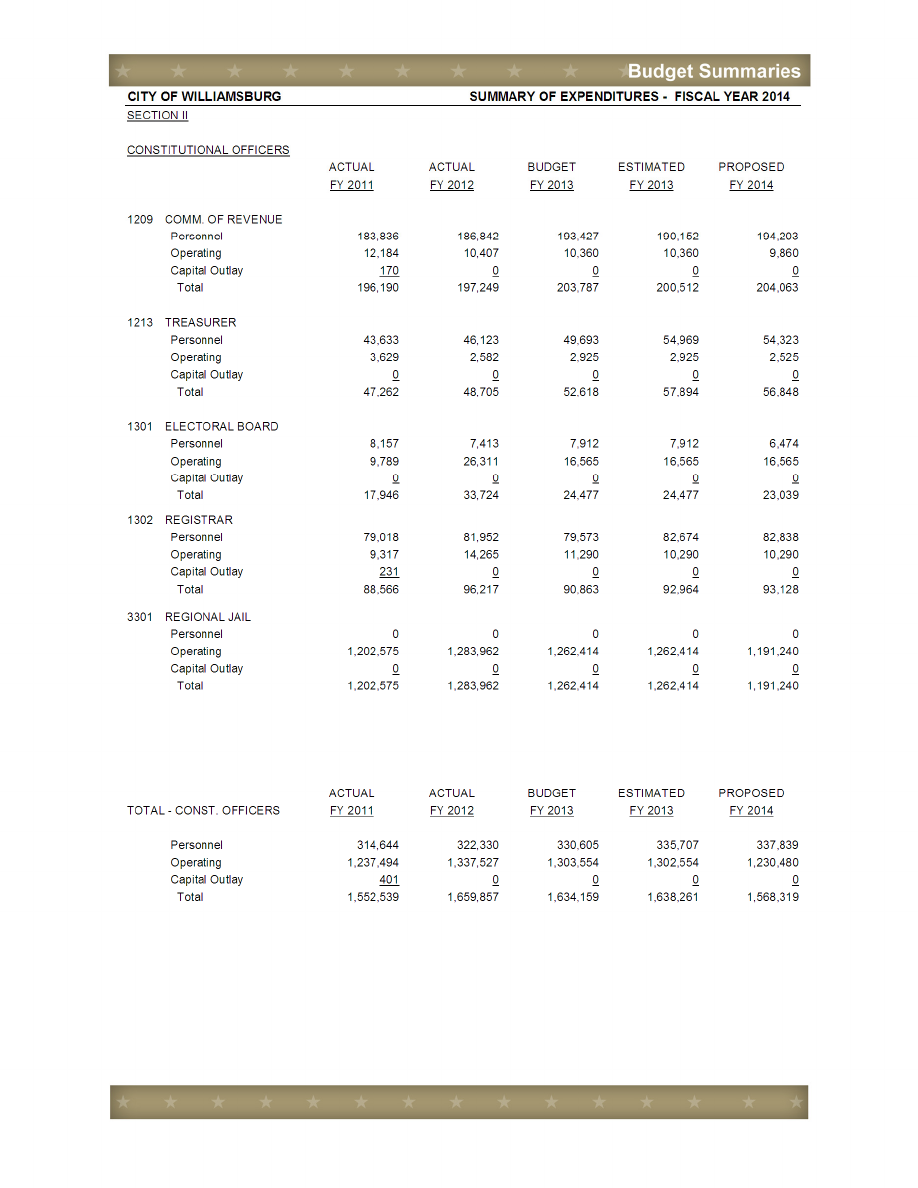 Budget Summaries
CITY OF WILLIAMSBURG SUMMARY OF EXPENDITURES - FISCAL YEAR 2014
SECTION II
CONSTITUTIONAL OFFICERS
ACTUAL ACTUAL BUDGET ESTIMATED PROPOSED
FY 2011 FY 2012 FY 2013 FY 2013 FY 2014
1209 COMM. OF REVENUE
Personnel 183,836 186,842 193,427 190,152 194,203
Operating 12,184 10,407 10,360 10,360 9,860
Capital Outlay 170 0 0 0 0
Total 196,190 197,249 203,787 200,512 204,063
1213 TREASURER
Personnel 43,633 46,123 49,693 54,969 54,323
Operating 3,629 2,582 2,925 2,925 2,525
Capital Outlay 0 0 0 0 0
Total 47,262 48,705 52,618 57,894 56,848
1301 ELECTORAL BOARD
Personnel 8,157 7,413 7,912 7,912 6,474
Operating 9,789 26,311 16,565 16,565 16,565
Capital Outlay 0 0 0 0 0
Total 17,946 33,724 24,477 24,477 23,039
1302 REGISTRAR
Personnel 79,018 81,952 79,573 82,674 82,838
Operating 9,317 14,265 11,290 10,290 10,290
Capital Outlay 231 0 0 0 0
Total 88,566 96,217 90,863 92,964 93,128
3301 REGIONAL JAIL
Personnel 0 0 0 0 0
Operating 1,202,575 1,283,962 1,262,414 1,262,414 1,191,240
Capital Outlay 0 0 0 0 0
Total 1,202,575 1,283,962 1,262,414 1,262,414 1,191,240
ACTUAL ACTUAL BUDGET ESTIMATED PROPOSED
TOTAL - CONST. OFFICERS FY 2011 FY 2012 FY 2013 FY 2013 FY 2014
Personnel 314,644 322,330 330,605 335,707 337,839
Operating 1,237,494 1,337,527 1,303,554 1,302,554 1,230,480
Capital Outlay 401 0 0 0 0
Total 1,552,539 1,659,857 1,634,159 1,638,261 1,568,319